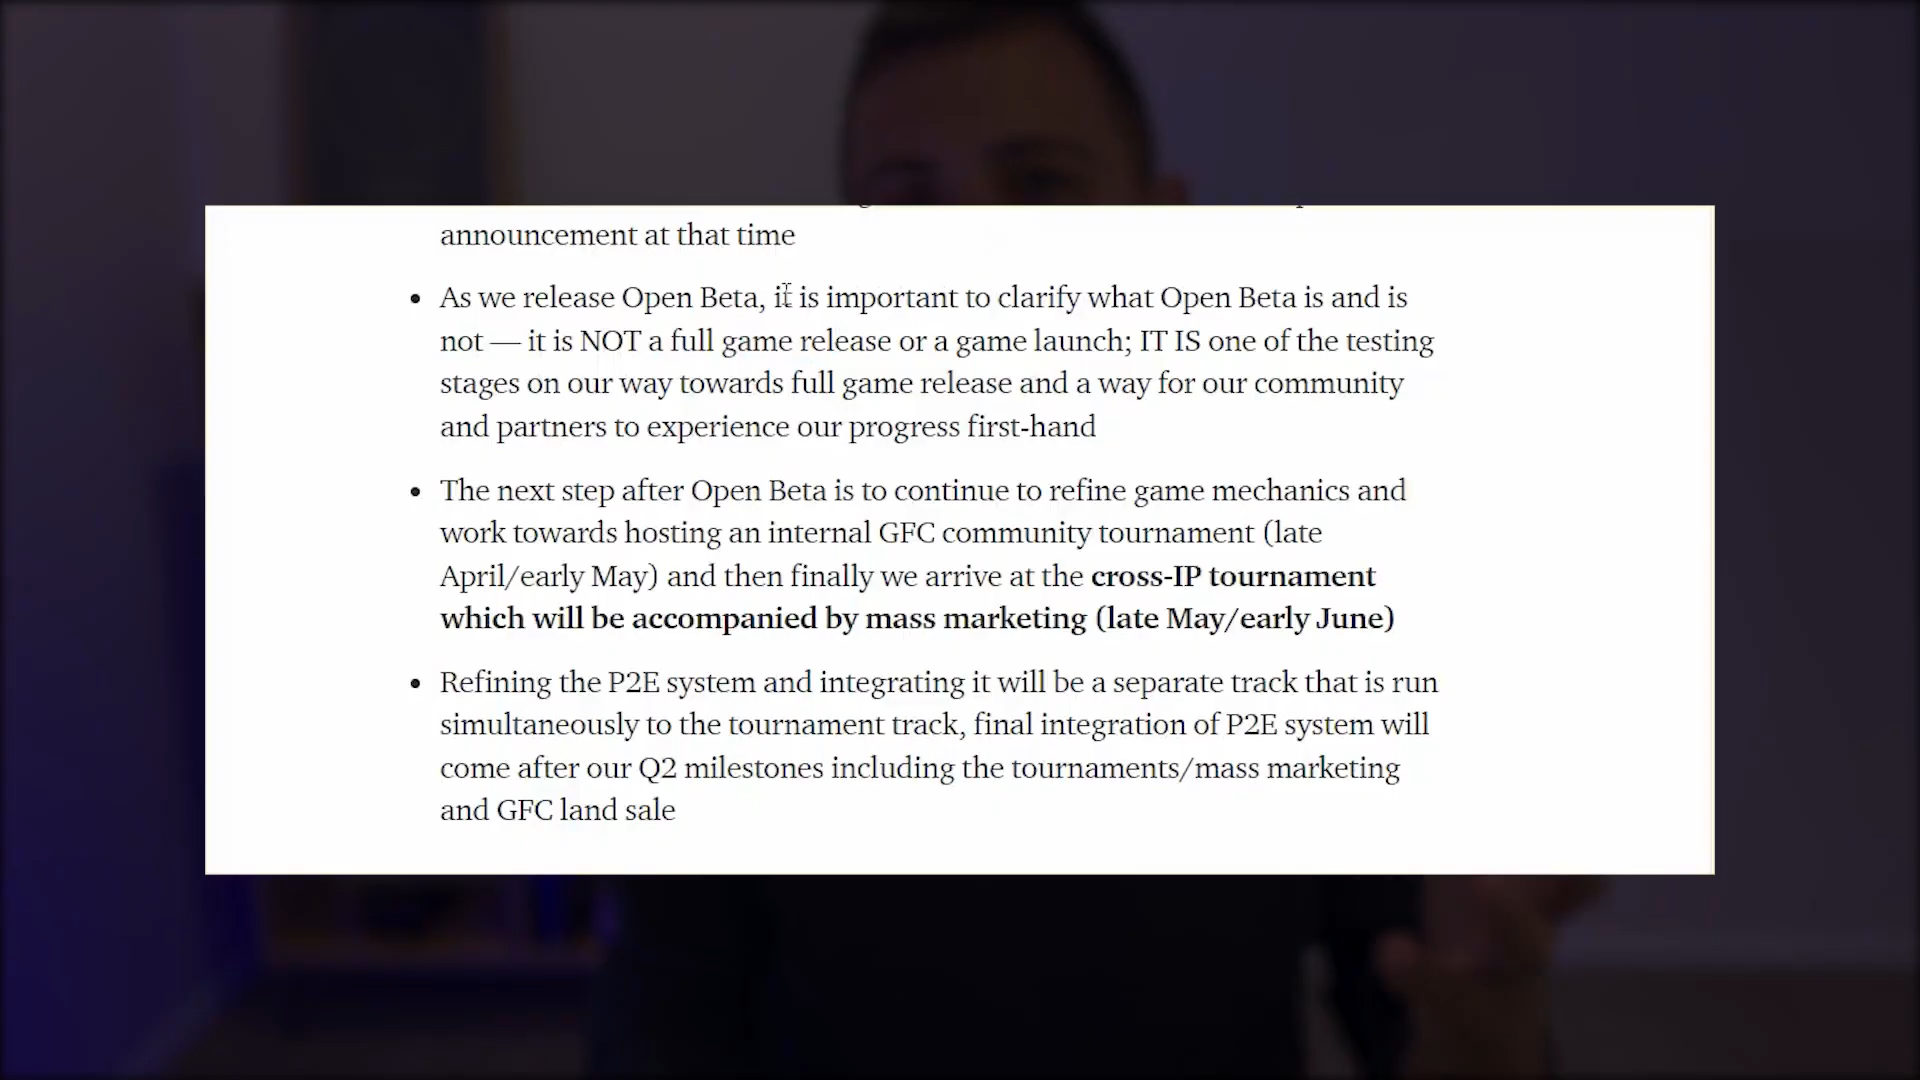 announcement at that time
• As we release Open Beta, it is important to clarify what Open Beta is and is
not — it is NOT a full game release or a game launch; IT IS one of the testing
stages on our way towards full game release and a way for our community
and partners to experience our progress first-hand
• The next step after Open Beta is to continue to refine game mechanics and
work towards hosting an internal GFC community tournament (late
April/early May) and then finally we arrive at the cross-IP tournament
which will be accompanied by mass marketing (late May/early June)
• Refining the P2E system and integrating it will be a separate track that is run
simultaneously to the tournament track, final integration of P2E system will
come after our Q2 milestones including the tournaments/mass marketing
and GFC land sale